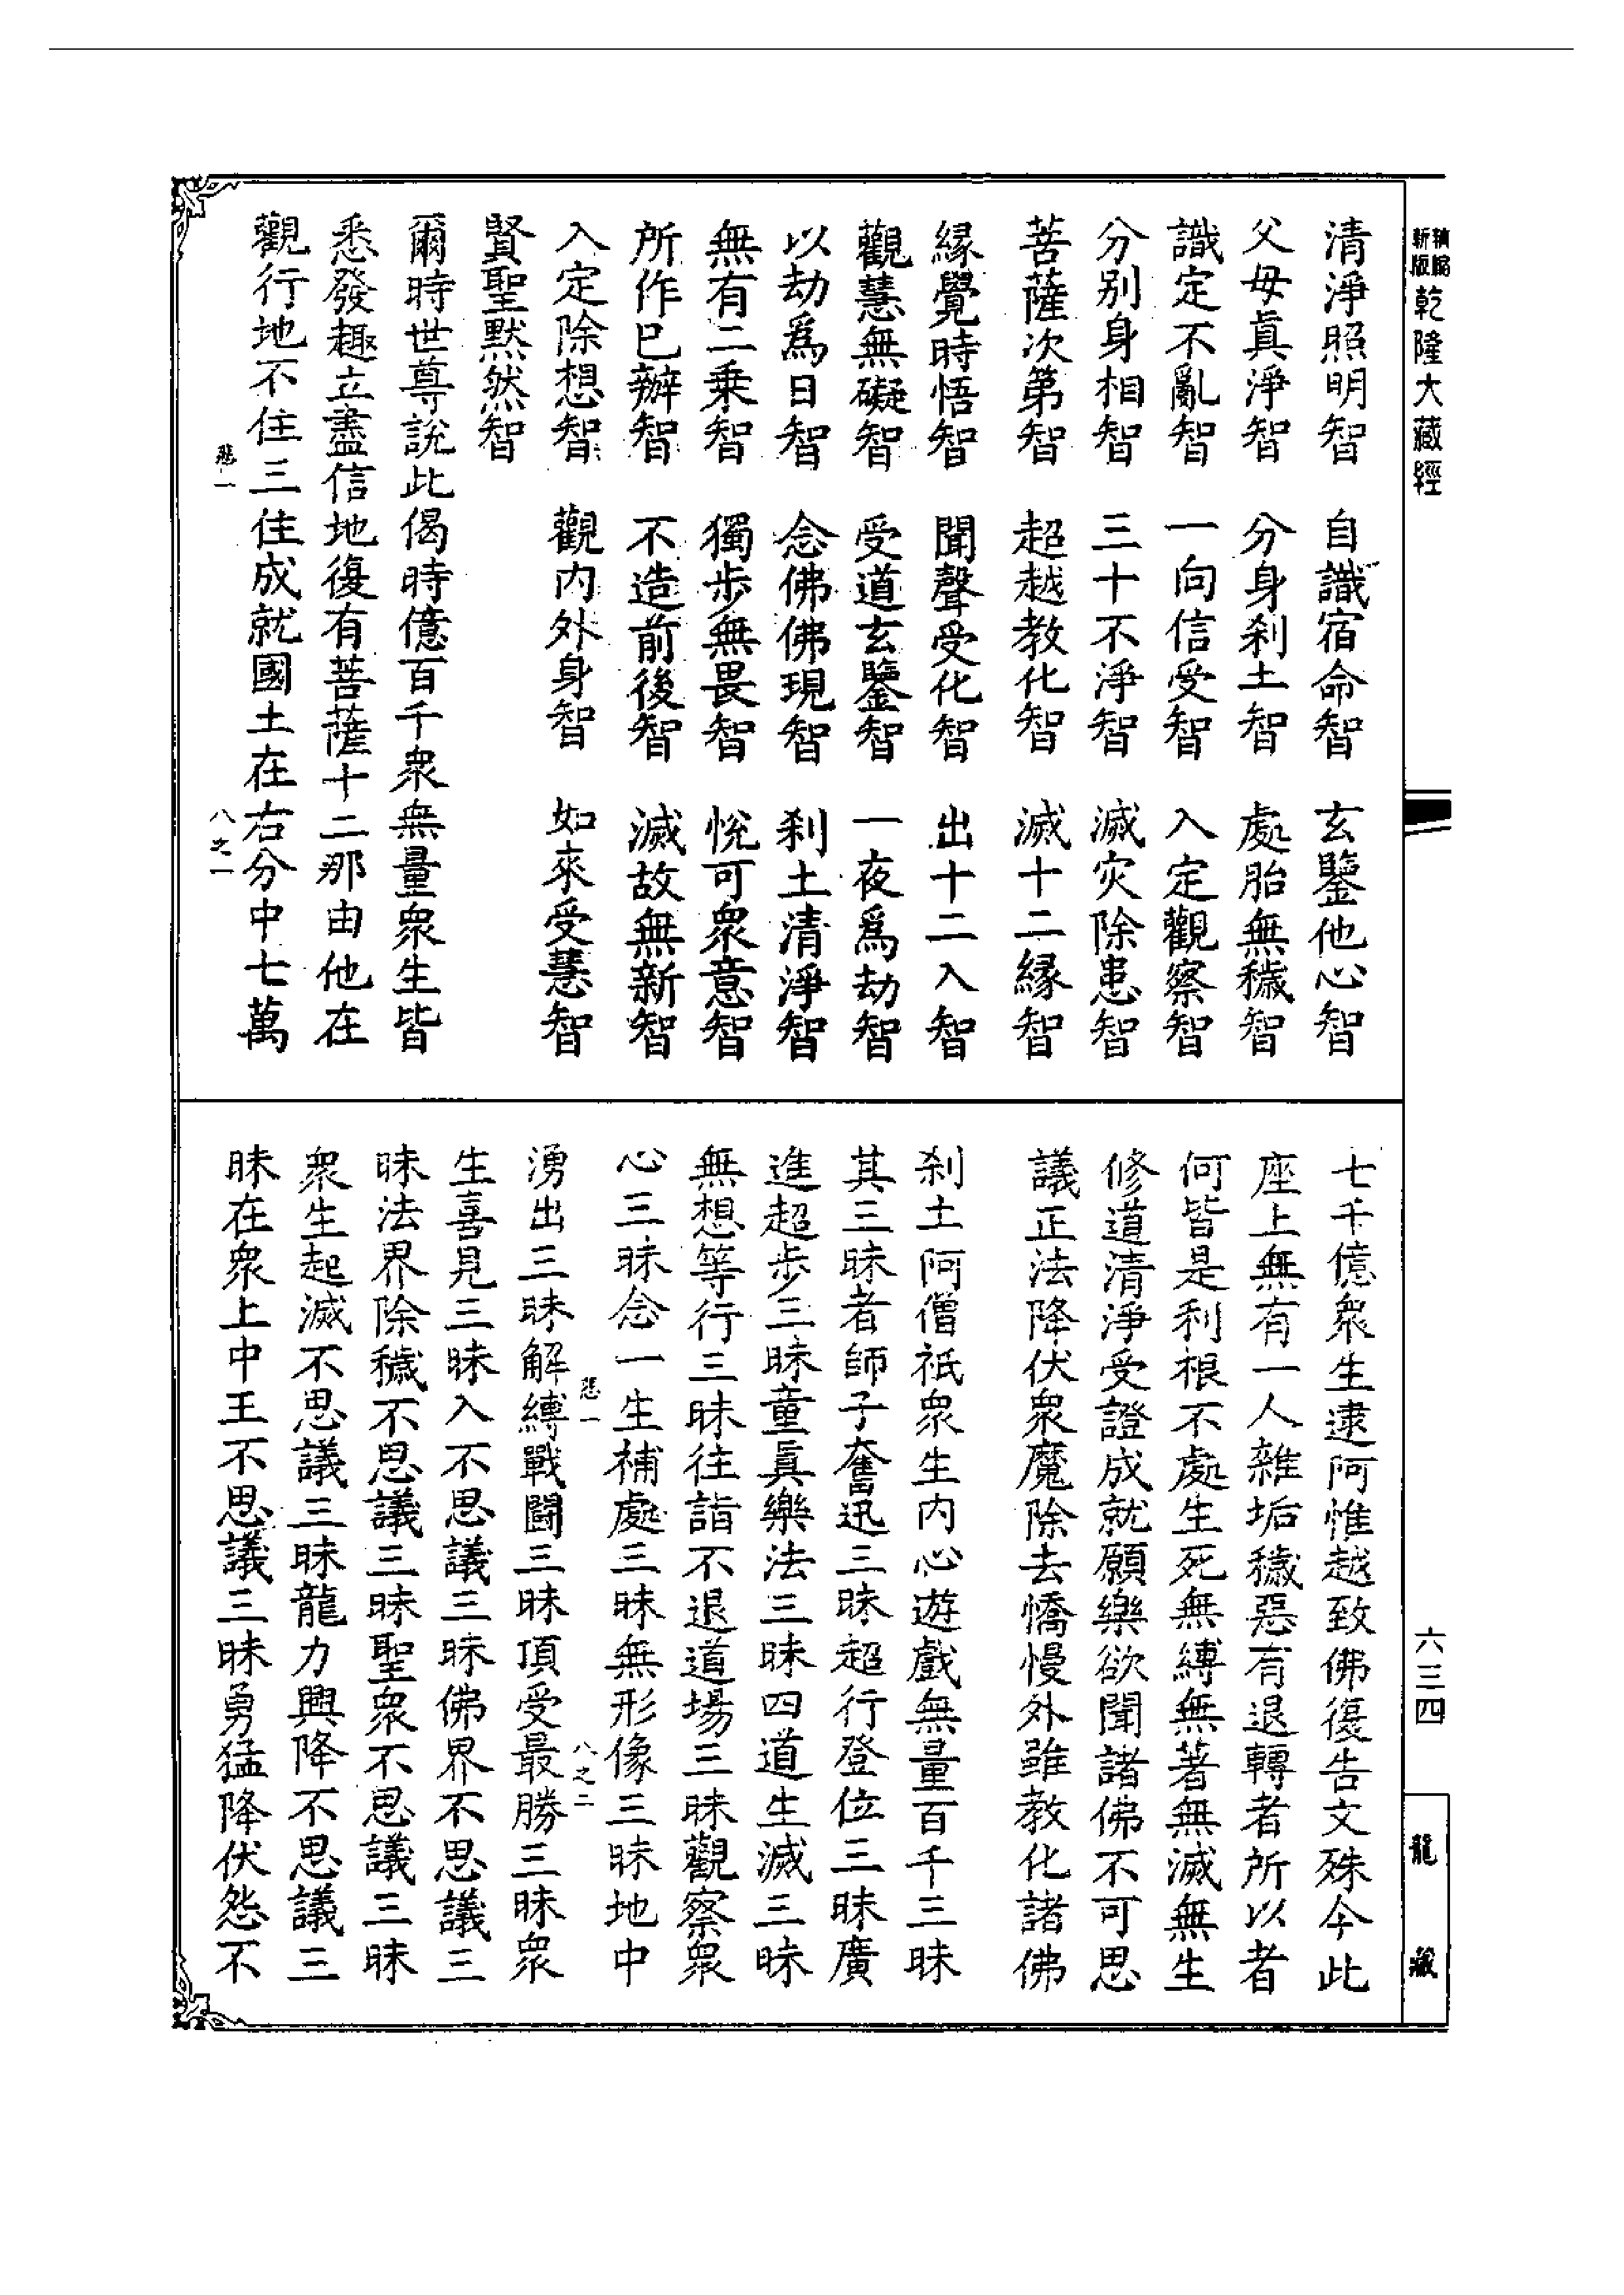 新版精縮乾隆大藏經
清淨照明智　自識宿命智　玄鑒他心智
父母真淨智　分身刹土智　處胎無穢智
識定不亂智　一向信受智　入定觀察智
分别身相智　三十不淨智　滅灾除患智
菩薩次第智　超越教化智　滅十二緣智
緣覺時悟智　聞聲受化智　出十二入智
觀慧無礙智　受道玄鑒智　一夜爲劫智
以劫爲日智　念佛佛現智　刹土清淨智
無有二乘智　獨步無畏智　悅可衆意智
所作已辦智　不造前後智　滅故無新智
入定除想智　觀内外身智　如來受慧智
賢聖默然智
爾時世尊說此偈時億百千衆無量衆生皆
悉發趣立盡信地復有菩薩十二那由他在
觀行地不住三住成就國土在右分中七萬
悲一　八之一
七千億衆生逮阿惟越致佛復告文殊今此
座上無有一人雜垢穢惡有退轉者所以者
何皆是利根不處生死無縛無著無滅無生
修道清淨受證成就願樂欲聞諸佛不可思
議正法降伏衆魔除去憍慢外雖教化諸佛
刹土阿僧祇衆生内心遊戲無量百千三昧
其三昧者師子奮迅三昧超行登位三昧廣
進超步三昧童真樂法三昧四道生滅三昧
無想等行三昧往詣不退道場三昧觀察衆
心三昧念一生補處三昧無形像三昧地中
悲一　八之二
湧出三昧解縛戰鬪三昧頂受最勝三昧衆
生喜見三昧入不思議三昧佛界不思議三
昧法界除穢不思議三昧聖衆不思議三昧
衆生起滅不思議三昧龍力興降不思議三
昧在衆上中王不思議三昧勇猛降伏怨不
六三四
龍藏